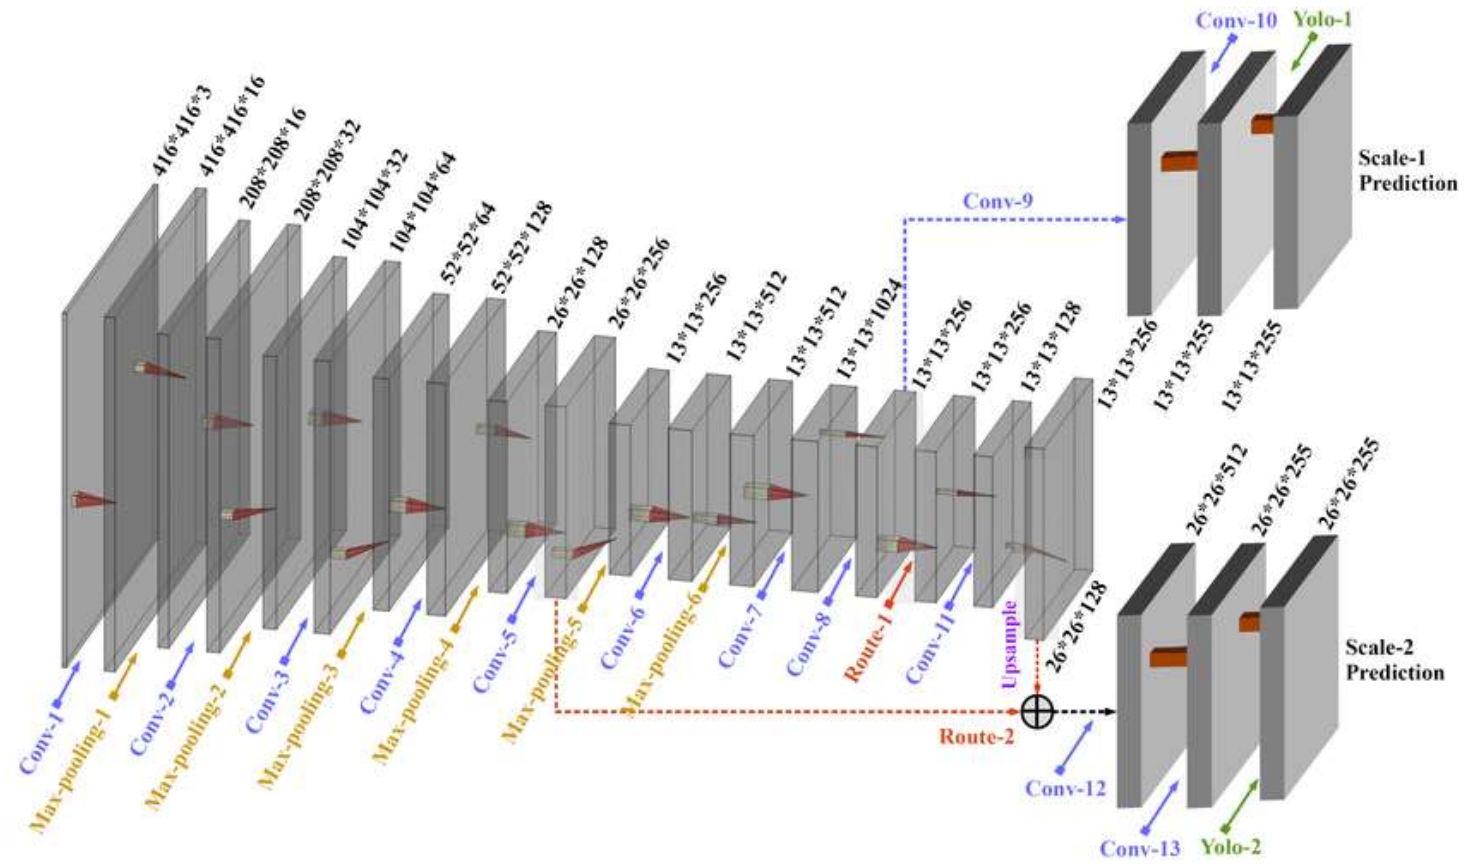 Conv-10
Yolo-1
416*416*3
416*416*16
208*208*16
208*208*32
104*104*32
104*104*64
52*52*64
52*52*128
26*26*128
26*26*256
13*13*256
13*13*512
13*13*512
13*13*1024
13*13*256
13*13*256
13*13*128
Conv-9
Scale-1
Prediction
13*13*256
13*13*255
13*13*255
26*26*512
26*26*255
26*26*255
Conv-1
Max-pooling-1
Conv-2
Max-pooling-2
Conv-3
Max-pooling-3
Conv-4
Max-pooling-4
Conv-5
Max-pooling-5
Conv-6
Max-pooling-6
Conv-7
Conv-8
Route-1
Conv-11
Upsample
26*26*128
Scale-2
Prediction
Route-2
Conv-12
Conv-13
Yolo-2